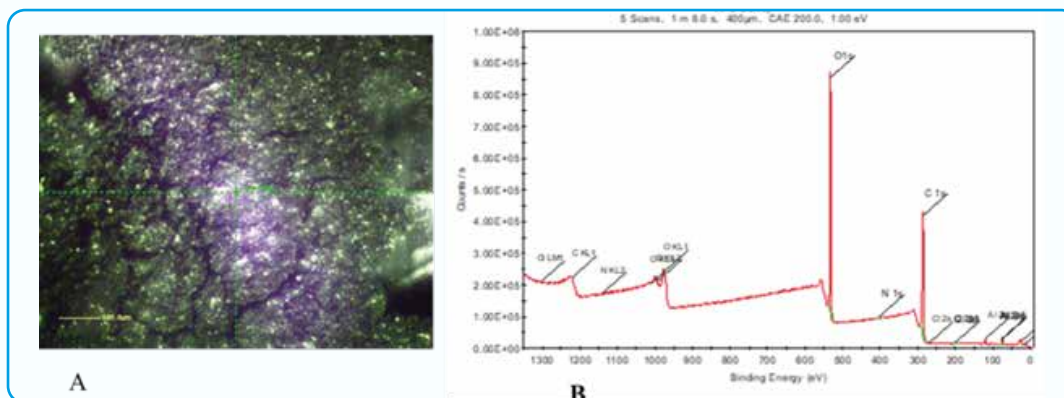 5 Scans, 1 m 8.0 s, 400µm, CAE 200.0, 1.00 eV
1.00E+06
9.00E+05
8.00E+05
7.00E+05
6.00E+05
5.00E+05
4.00E+05
3.00E+05
2.00E+05
1.00E+05
0.00E+00
Counts / s
O1s
C 1s
O KL1
C KL1
N KL2
N 1s
1300 1200 1100 1000 900 800 700 600 500 400 300 200 100 0
Binding Energy (eV)
A
B